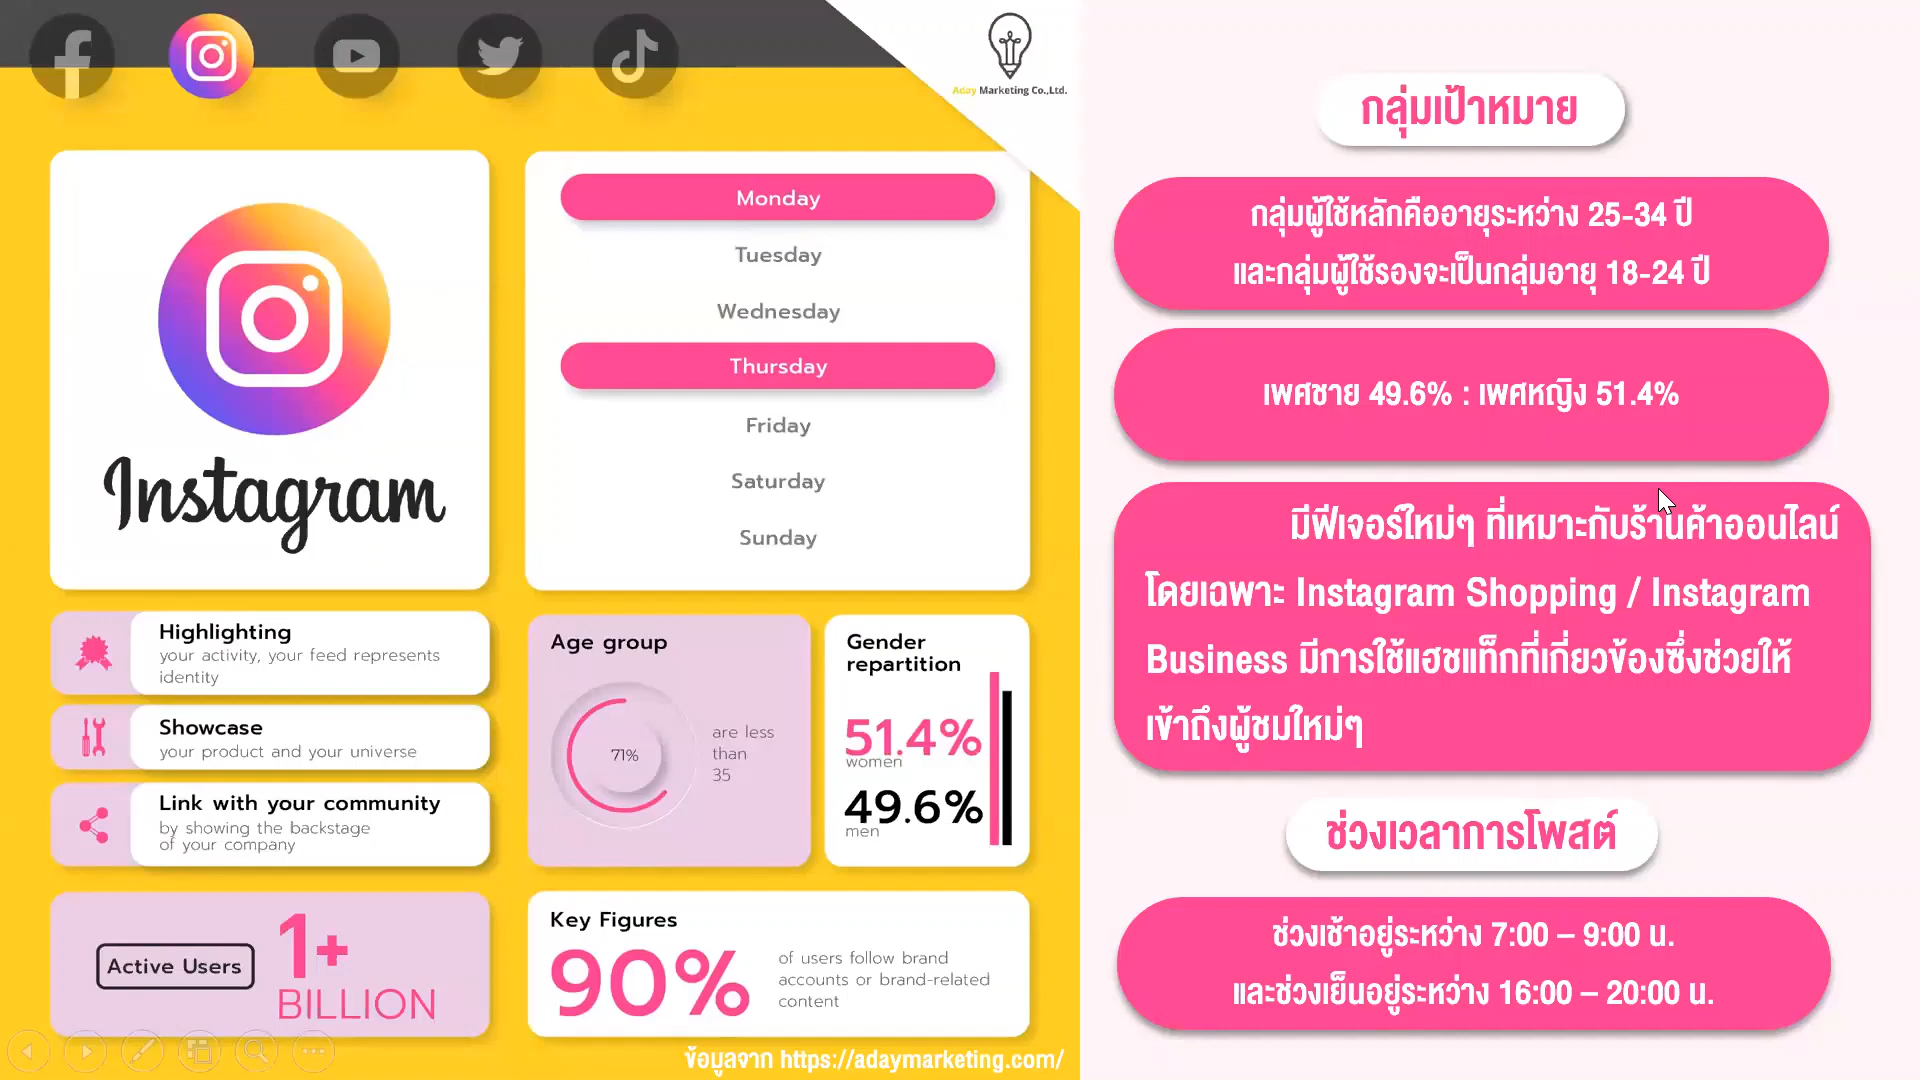 Aday Marketing Co.,Ltd.
Instagram
Monday
Tuesday
Wednesday
Thursday
Friday
Saturday
Sunday
Highlighting
your activity, your feed represents
identity
Showcase
your product and your universe
Link with your community
by showing the backstage
of your company
Age group
71%
are less
than
35
Gender
repartition
51.4%
women
49.6%
men
Active Users
1+
BILLION
Key Figures
90%
of users follow brand
accounts or brand-related
content
ข้อมูลจาก https://adaymarketing.com/
กลุ่มเป้าหมาย
กลุ่มผู้ใช้หลักคืออายุระหว่าง 25-34 ปี
และกลุ่มผู้ใช้รองจะเป็นกลุ่มอายุ 18-24 ปี
เพศชาย 49.6% : เพศหญิง 51.4%
มีฟีเจอร์ใหม่ๆ ที่เหมาะกับร้านค้าออนไลน์
โดยเฉพาะ Instagram Shopping / Instagram
Business มีการใช้แฮชแท็กที่เกี่ยวข้องซึ่งช่วยให้
เข้าถึงผู้ชมใหม่ๆ
ช่วงเวลาการโพสต์
ช่วงเช้าอยู่ระหว่าง 7:00 – 9:00 น.
และช่วงเย็นอยู่ระหว่าง 16:00 – 20:00 น.